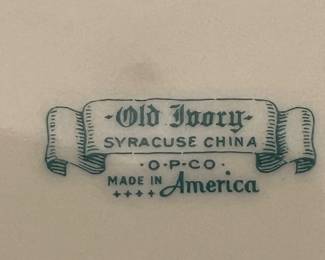 ·Old Ivory·
SYRACUSE CHINA
·O·P·CO·
MADE IN America